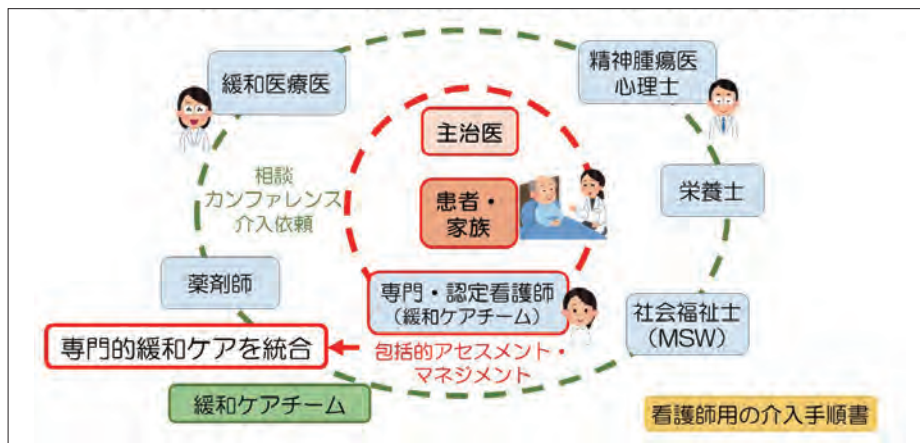 緩和医療医
精神腫瘍医
心理士
主治医
相談
カンファレンス
介入依頼
患者・
家族
栄養士
薬剤師
専門・認定看護師
（緩和ケアチーム）
社会福祉士
（MSW）
専門的緩和ケアを統合
包括的アセスメント・
マネジメント
緩和ケアチーム
看護師用の介入手順書